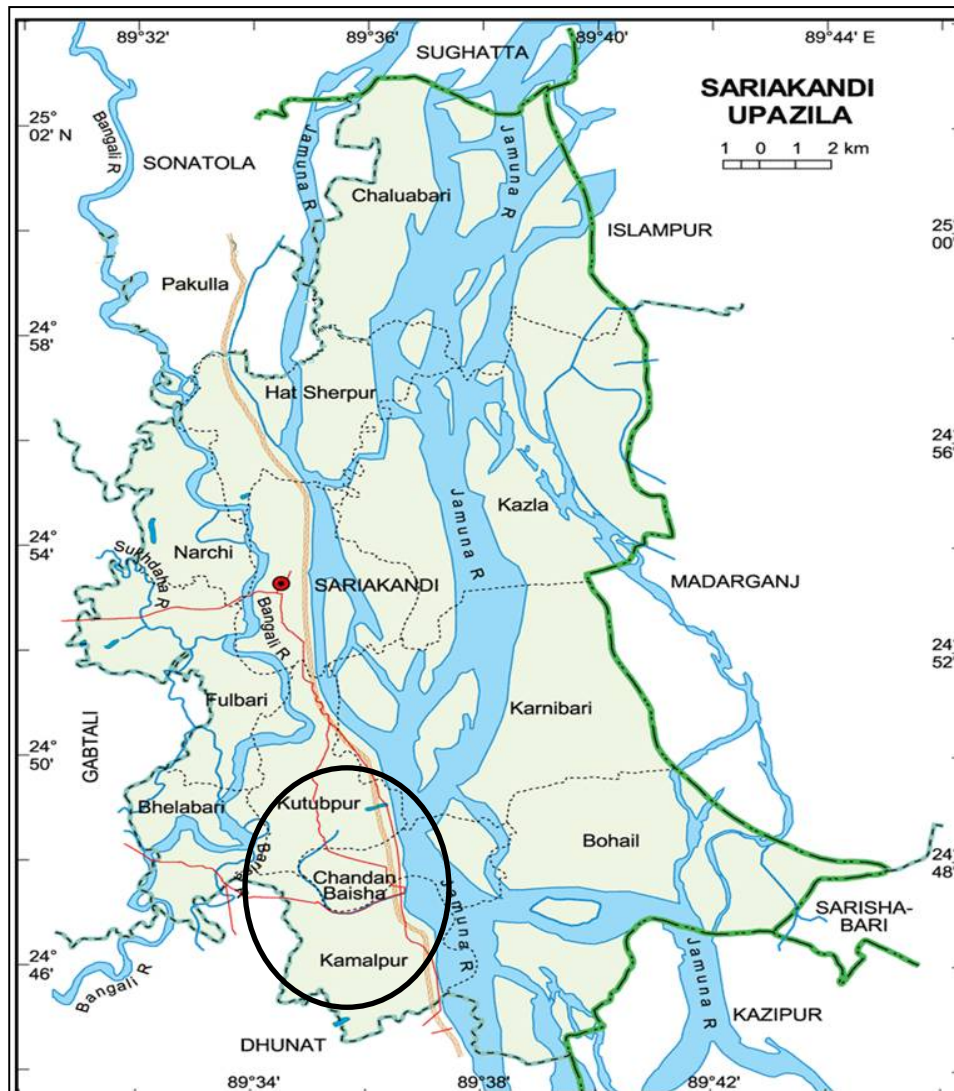 89°32' 89°36' 89°40' 89°44' E
SUGHATTA
SARIAKANDI
UPAZILA
1 0 1 2 km
25°
02' N
Bangali R
SONATOLA
Jamuna R
Jamuna R
Chaluabari
ISLAMPUR
25°
00'
Pakulla
24°
58'
Hat Sherpur
24°
56'
Jamuna R
Kazla
24°
54'
Narchi
Sukhdaha R
SARIAKANDI
MADARGANJ
Bangali R
24°
52'
Fulbari
Karnibari
GABTALI
24°
50'
Bhelabari
Kutubpur
Bohail
24°
48'
Chandan
Baisha
Jamuna R
SARISHA-
BARI
24°
46'
Kamalpur
Bangali R
Jamuna R
KAZIPUR
DHUNAT
89°34' 89°38' 89°42'